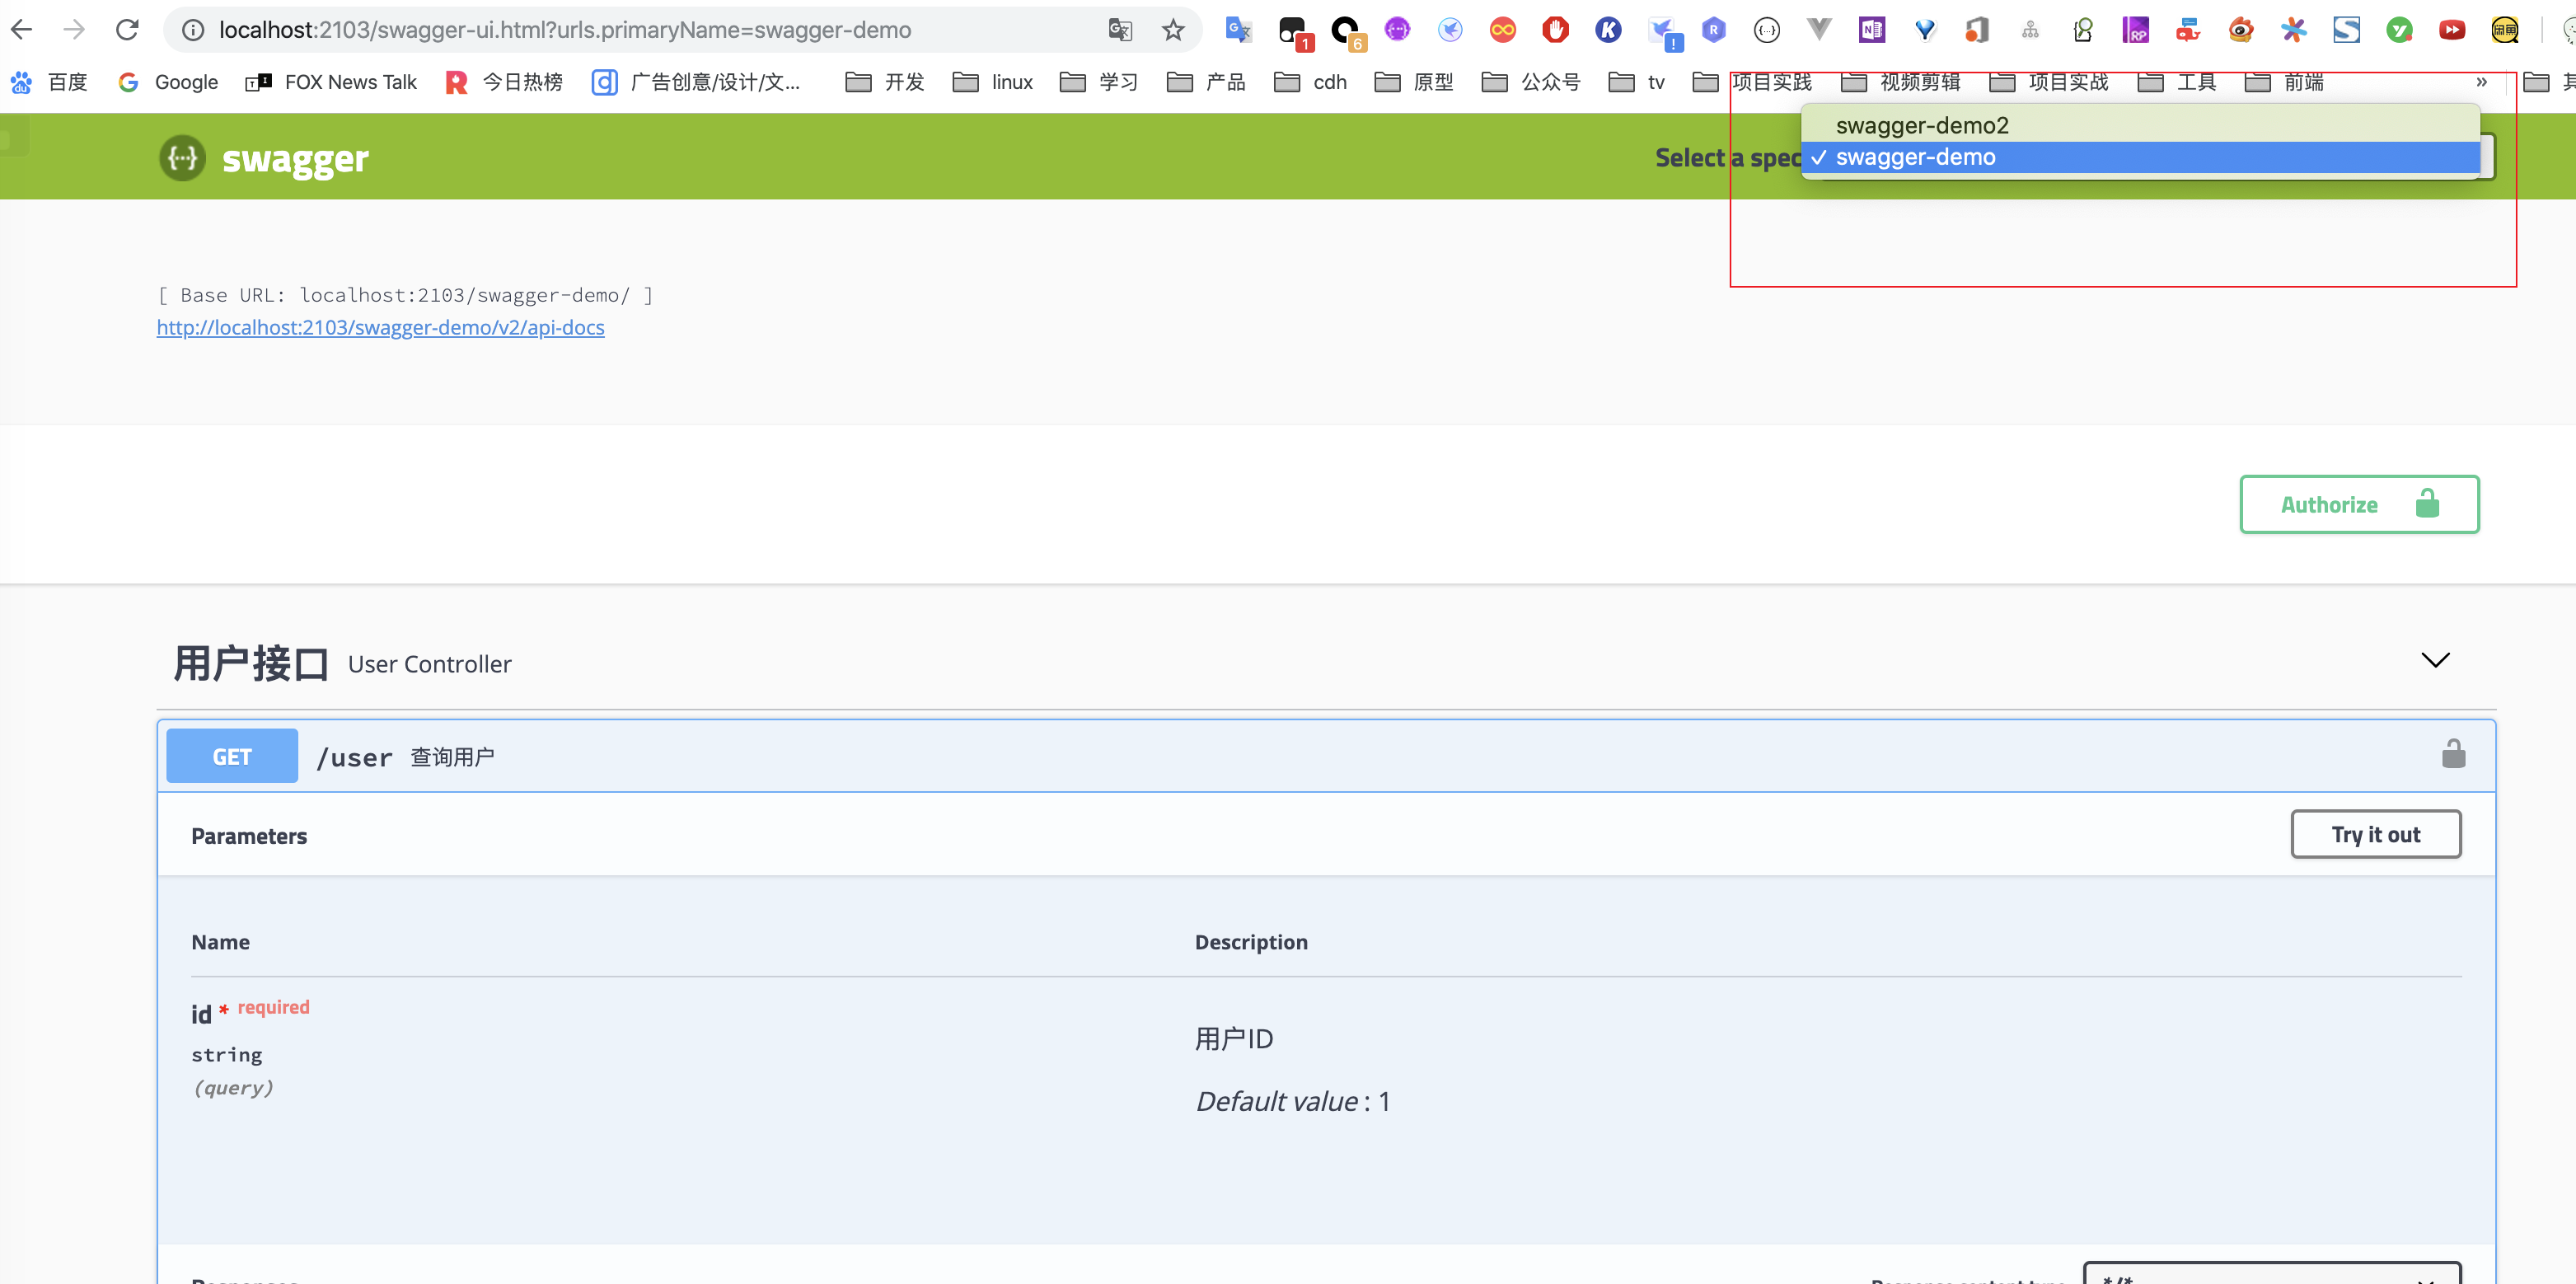 localhost:2103/swagger-ui.html?urls.primaryName=swagger-demo
1
6
!
百度
Google
FOX News Talk
今日热榜
广告创意/设计/文...
开发
linux
学习
产品
cdh
原型
公众号
tv
项目实践
视频剪辑
项目实战
工具
前端
»
swagger
Select a spec
swagger-demo2
✓ swagger-demo
[ Base URL: localhost:2103/swagger-demo/ ]
http://localhost:2103/swagger-demo/v2/api-docs
Authorize
用户接口 User Controller
GET /user 查询用户
Parameters
Try it out
Name Description
id * required
string
(query)
用户ID
Default value : 1